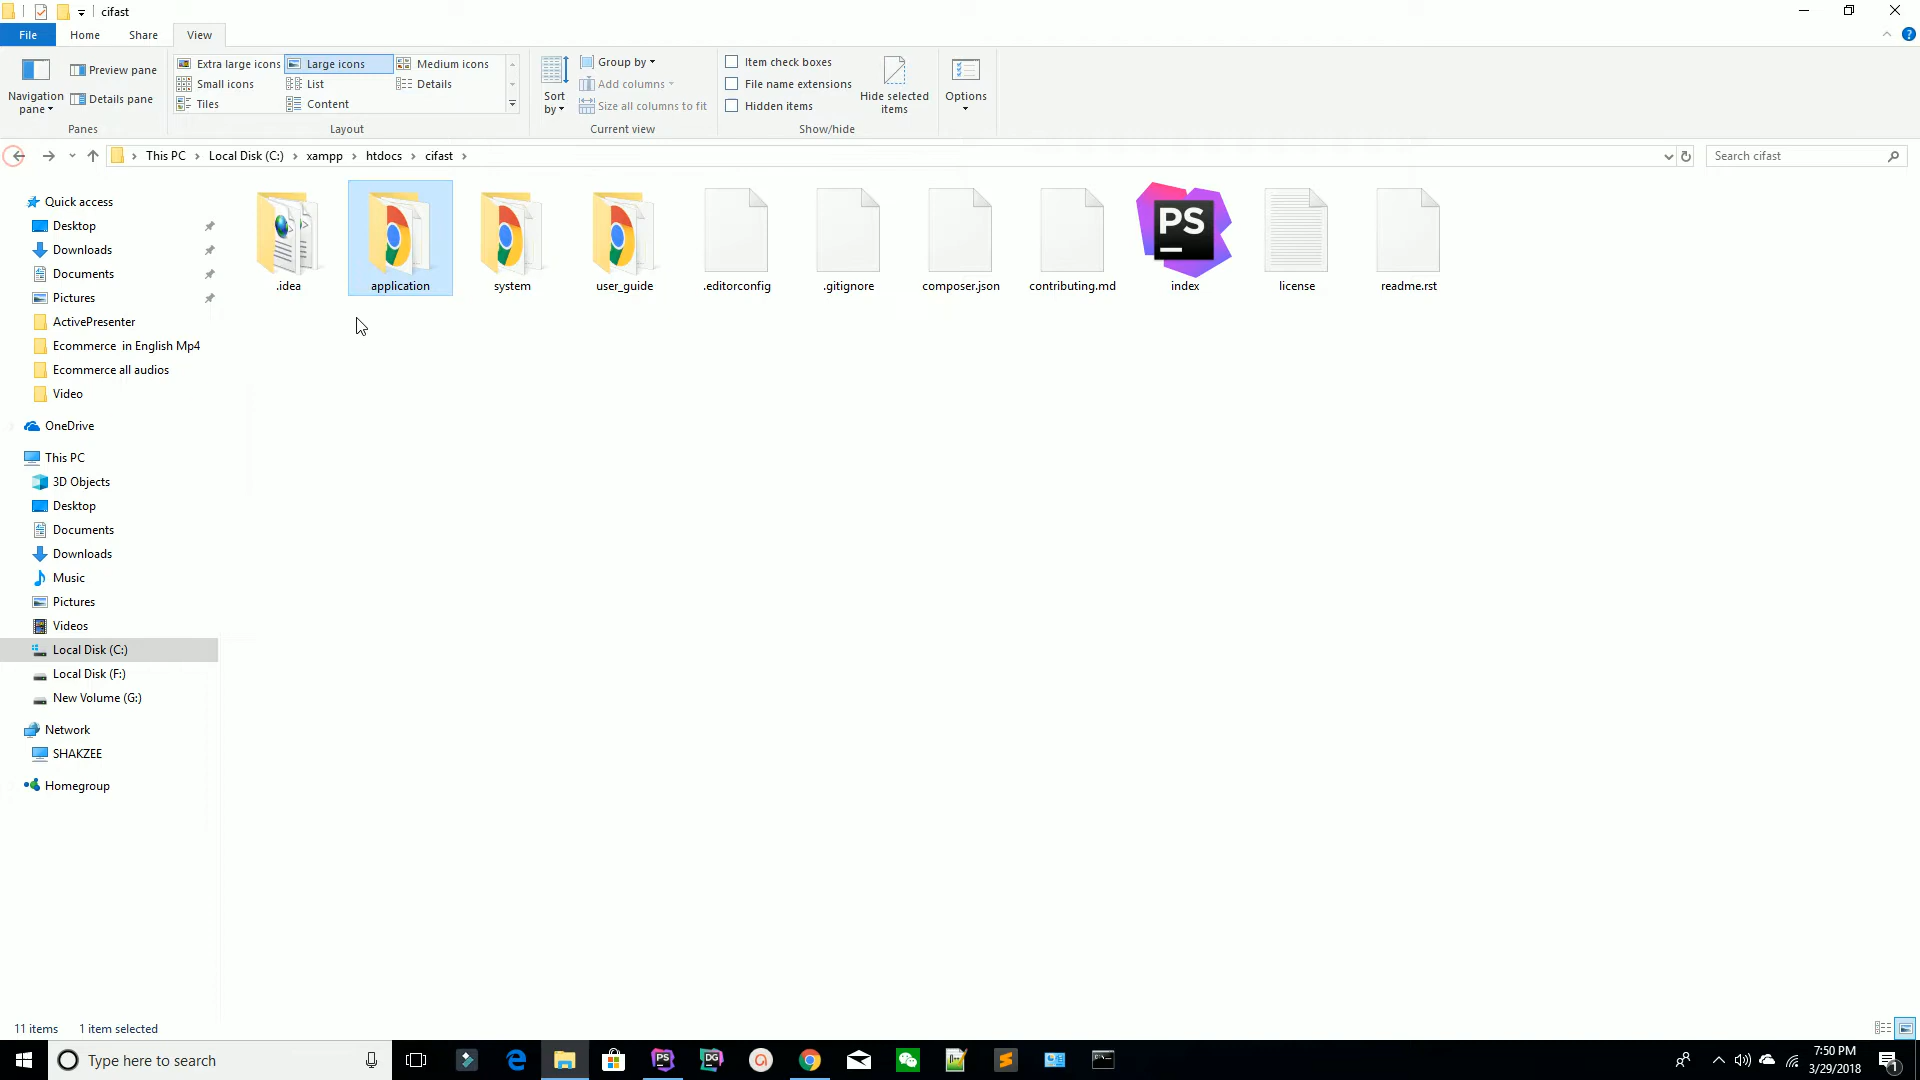 cifast
File Home Share View
Navigation pane
Preview pane
Details pane
Panes
Extra large icons Large icons Medium icons
Small icons List Details
Tiles Content
Layout
Sort by
Group by
Add columns
Size all columns to fit
Current view
Item check boxes
File name extensions
Hidden items
Hide selected items
Show/hide
Options
This PC Local Disk (C:) xampp htdocs cifast
Search cifast
Quick access
Desktop
Downloads
Documents
Pictures
ActivePresenter
Ecommerce in English Mp4
Ecommerce all audios
Video
OneDrive
This PC
3D Objects
Desktop
Documents
Downloads
Music
Pictures
Videos
Local Disk (C:)
Local Disk (F:)
New Volume (G:)
Network
SHAKZEE
Homegroup
PS
.idea application system user_guide .editorconfig .gitignore composer.json contributing.md index license readme.rst
11 items 1 item selected
Type here to search
PS DG
7:50 PM
3/29/2018
1